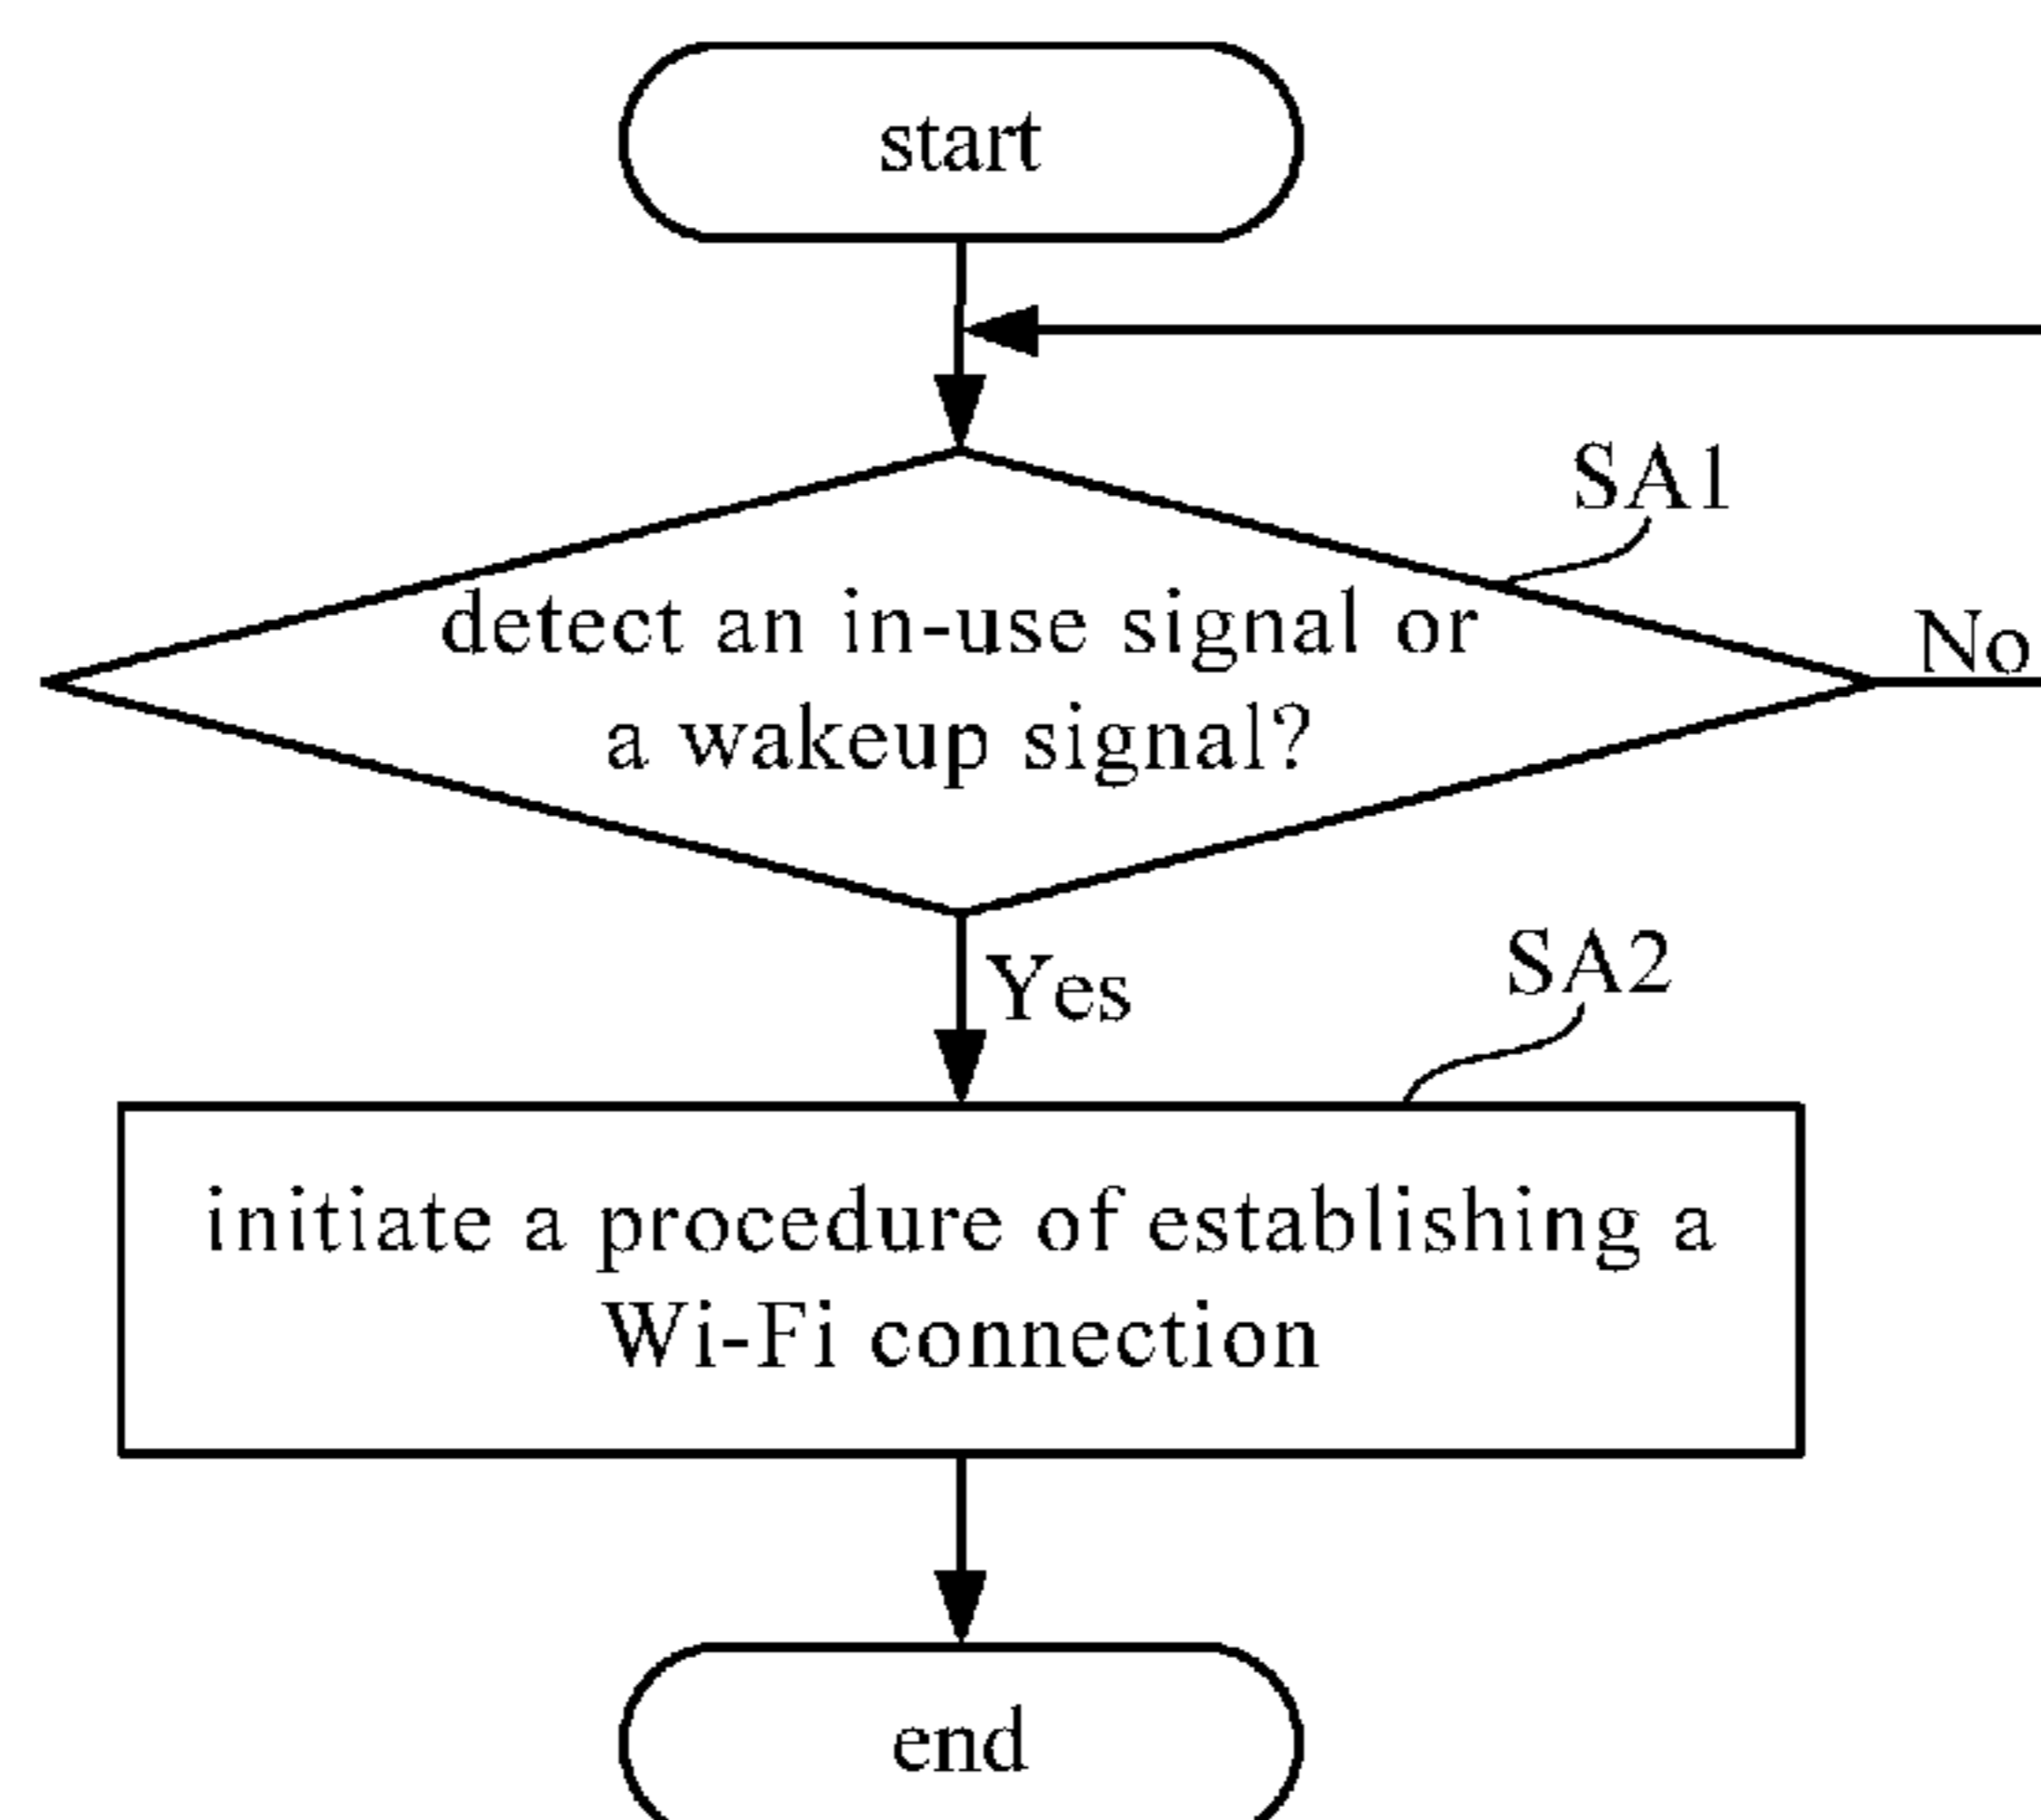 start
SA1
detect an in-use signal or
a wakeup signal?
No
Yes
SA2
initiate a procedure of establishing a
Wi-Fi connection
end